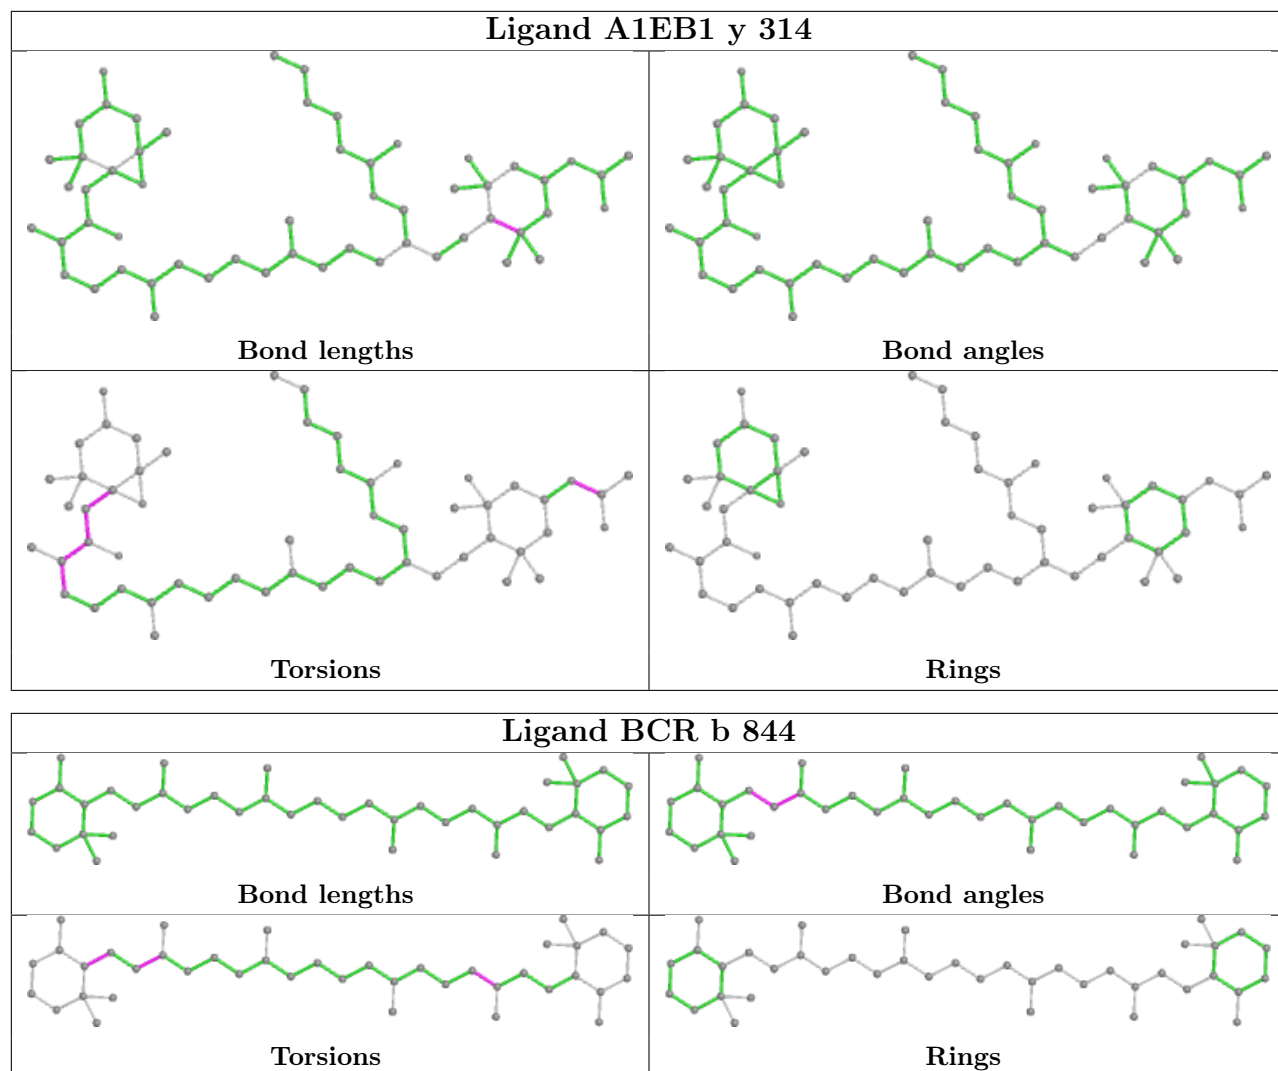 Ligand A1EB1 y 314
Bond lengths
Bond angles
Torsions
Rings
Ligand BCR b 844
Bond lengths
Bond angles
Torsions
Rings